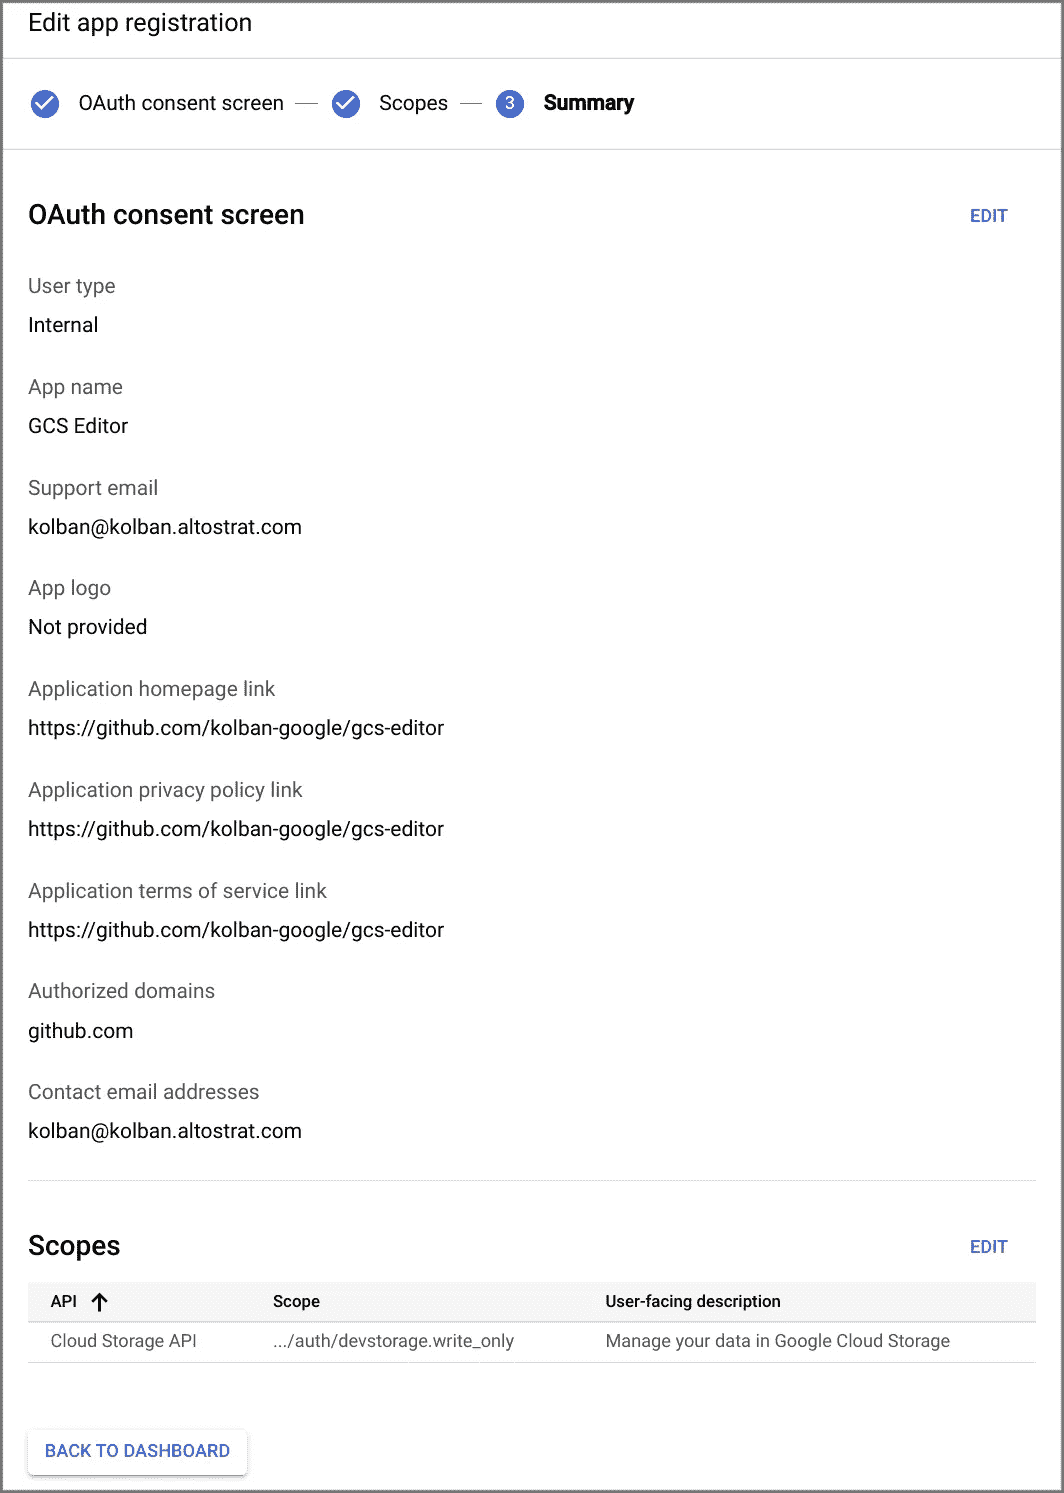 Edit app registration
OAuth consent screen — Scopes — 3 Summary
OAuth consent screen EDIT
User type
Internal
App name
GCS Editor
Support email
kolban@kolban.altostrat.com
App logo
Not provided
Application homepage link
https://github.com/kolban-google/gcs-editor
Application privacy policy link
https://github.com/kolban-google/gcs-editor
Application terms of service link
https://github.com/kolban-google/gcs-editor
Authorized domains
github.com
Contact email addresses
kolban@kolban.altostrat.com
Scopes EDIT
API ↑ Scope User-facing description
Cloud Storage API .../auth/devstorage.write_only Manage your data in Google Cloud Storage
BACK TO DASHBOARD